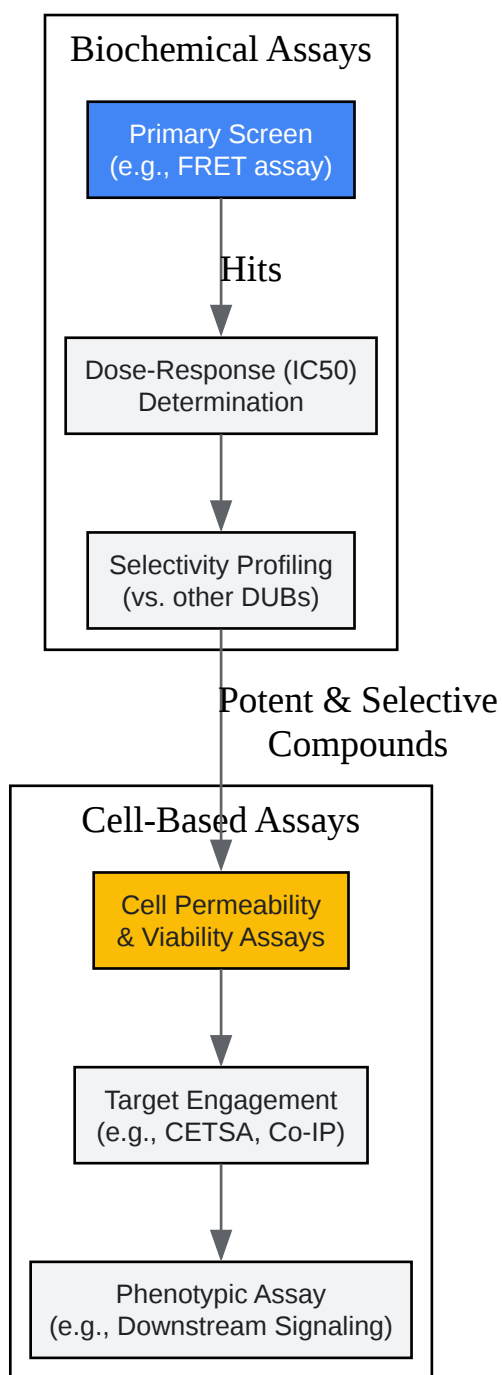 Biochemical Assays
Primary Screen
(e.g., FRET assay)
Hits
Dose-Response (IC50)
Determination
Selectivity Profiling
(vs. other DUBs)
Potent & Selective
Compounds
Cell-Based Assays
Cell Permeability
& Viability Assays
Target Engagement
(e.g., CETSA, Co-IP)
Phenotypic Assay
(e.g., Downstream Signaling)